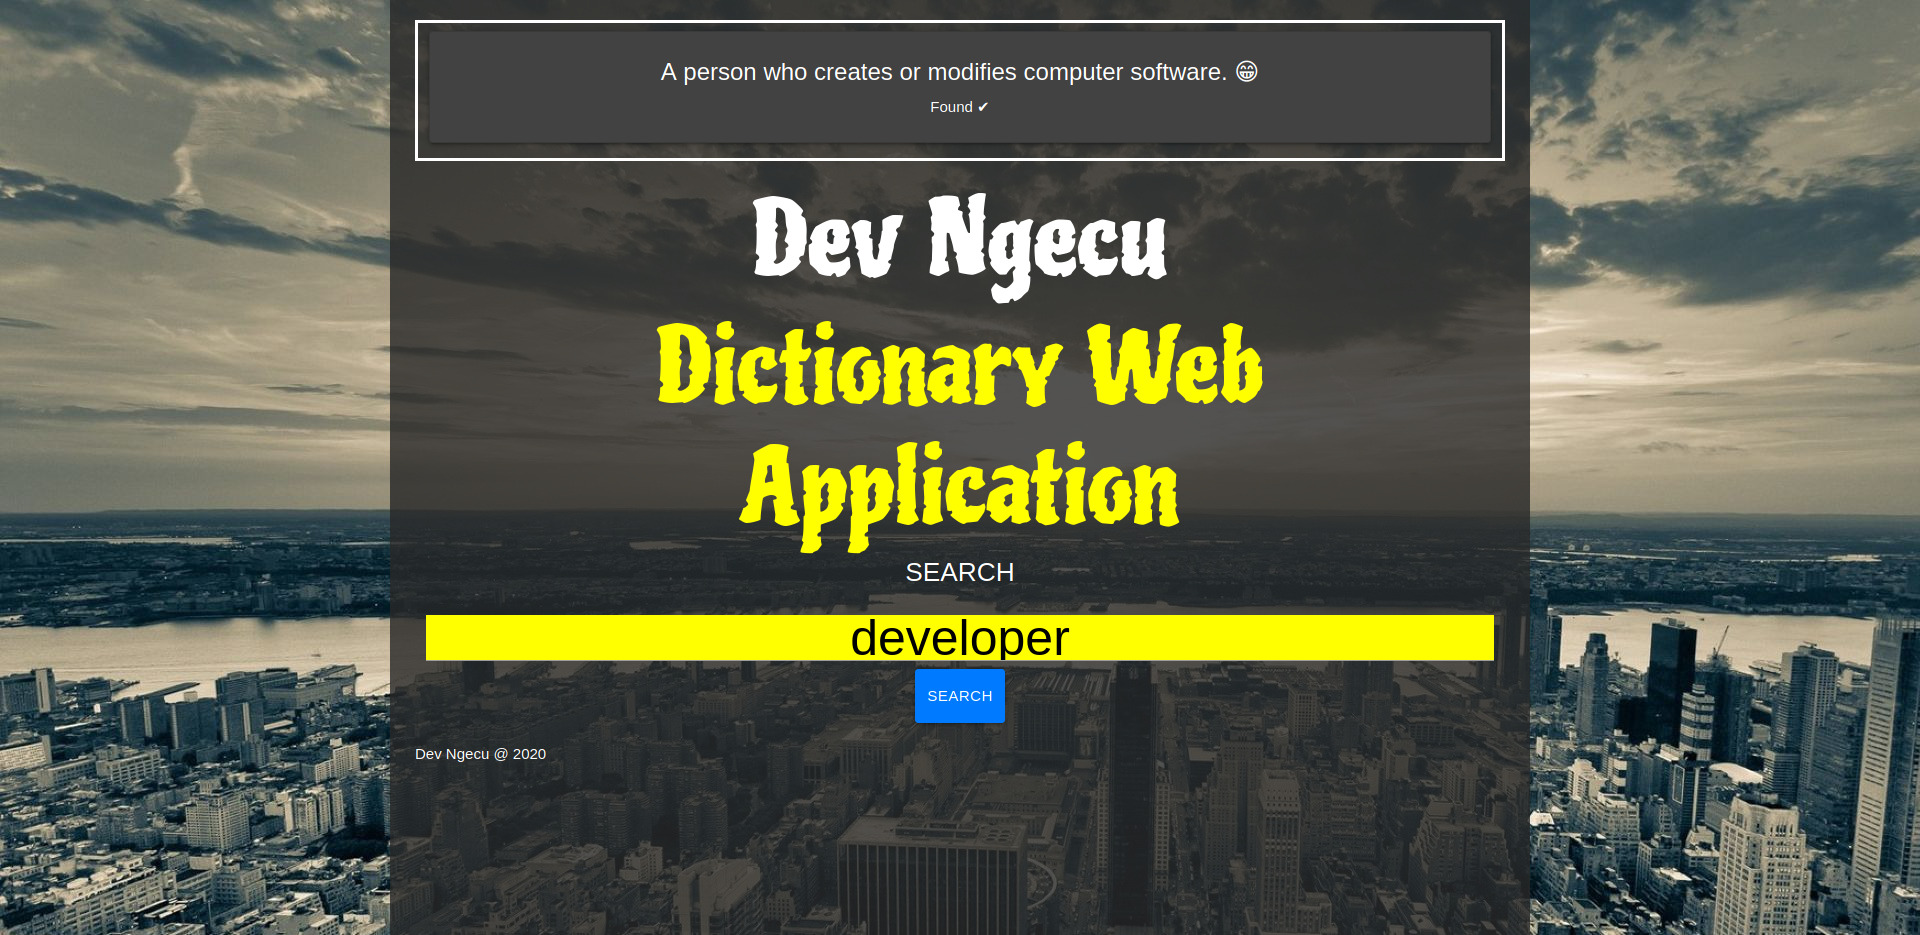 A person who creates or modifies computer software. 😁
Found ✔
Dev Ngecu
Dictionary Web
Application
SEARCH
developer
SEARCH
Dev Ngecu @ 2020